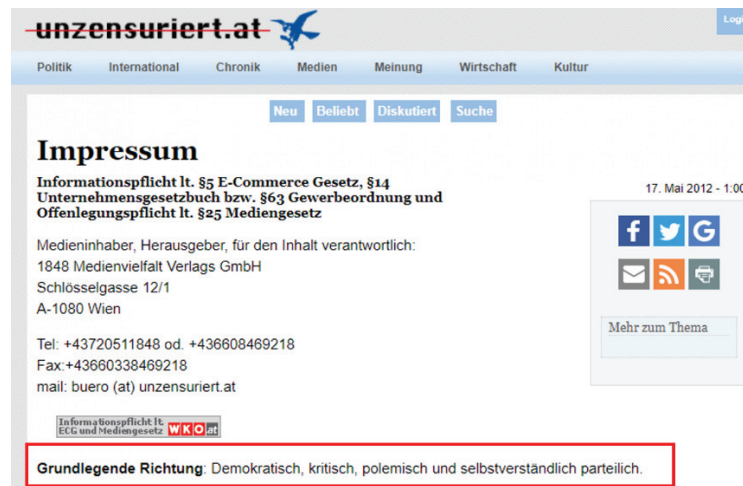 unzensuriert.at
Login
Politik International Chronik Medien Meinung Wirtschaft Kultur
Neu Beliebt Diskutiert Suche
Impressum
Informationspflicht lt. §5 E-Commerce Gesetz, §14
Unternehmensgesetzbuch bzw. §63 Gewerbeordnung und
Offenlegungspflicht lt. §25 Mediengesetz
17. Mai 2012 - 1:00
Medieninhaber, Herausgeber, für den Inhalt verantwortlich:
1848 Medienvielfalt Verlags GmbH
Schlösselgasse 12/1
A-1080 Wien
Mehr zum Thema
Tel: +43720511848 od. +436608469218
Fax:+43660338469218
mail: buero (at) unzensuriert.at
Informationspflicht lt.
ECG und Mediengesetz WKO at
Grundlegende Richtung: Demokratisch, kritisch, polemisch und selbstverständlich parteilich.